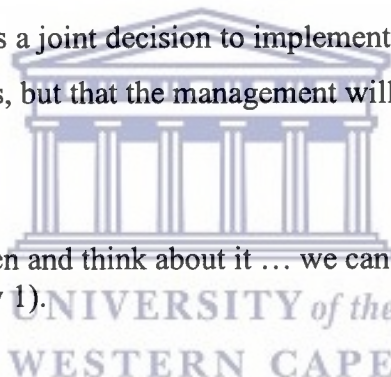 s a joint decision to implement
s, but that the management will
en and think about it … we can
1).
UNIVERSITY of the
WESTERN CAPE